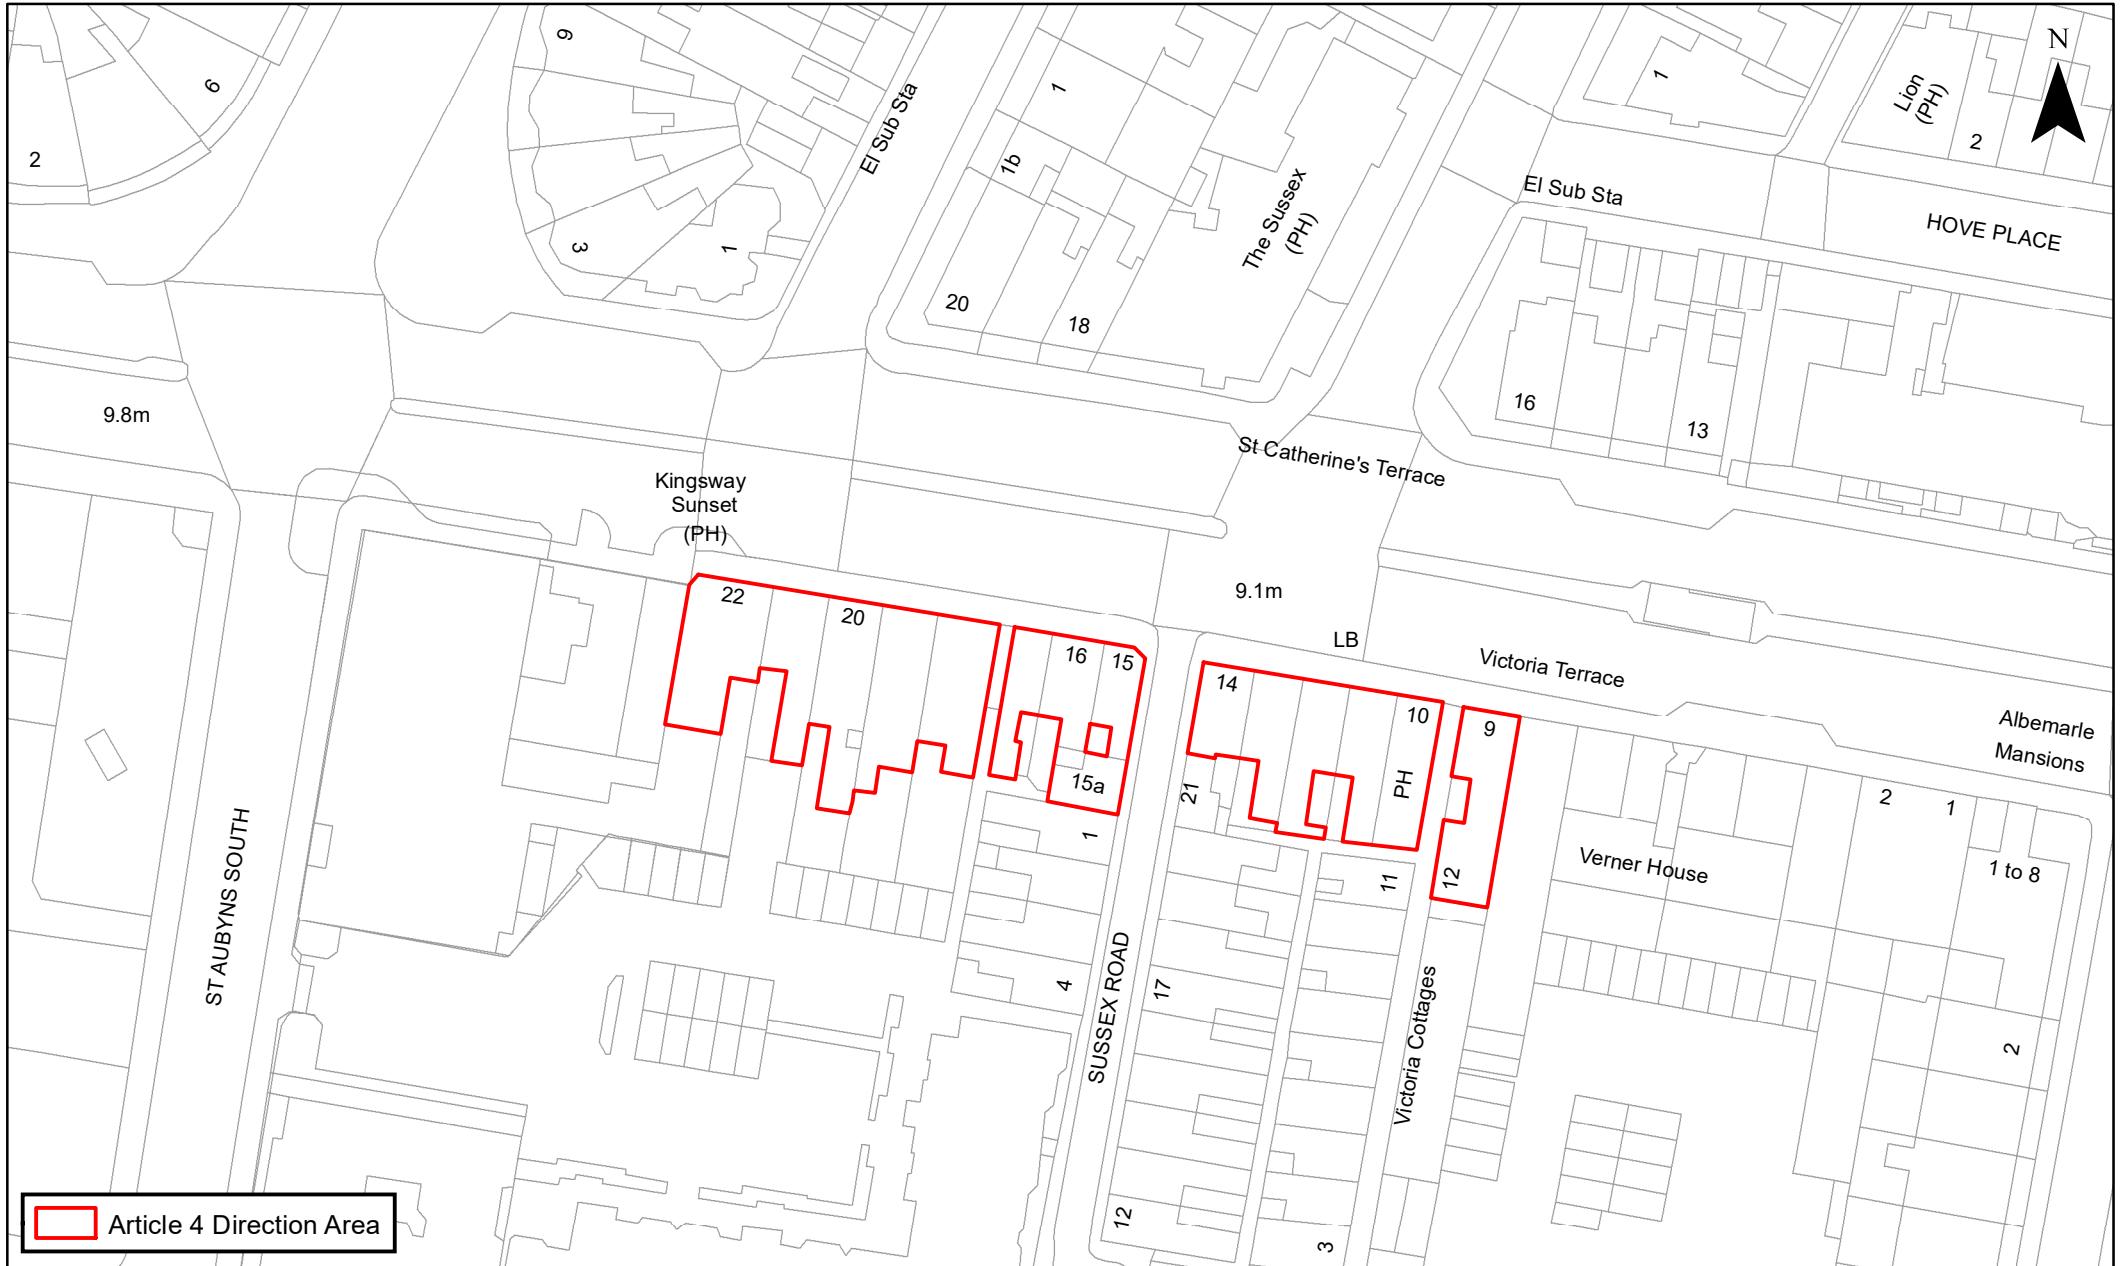 9
6
2
El Sub Sta
1
1b
20
18
The Sussex
(PH)
3
1
1
Lion
(PH)
2
N
El Sub Sta
HOVE PLACE
16
13
9.8m
St Catherine's Terrace
Kingsway
Sunset
(PH)
9.1m
LB
Victoria Terrace
Albemarle
Mansions
22
20
16
15
15a
14
10
PH
9
12
21
1
11
2
1
1 to 8
Verner House
ST AUBYNS SOUTH
4
SUSSEX ROAD
17
Victoria Cottages
2
12
3
Article 4 Direction Area